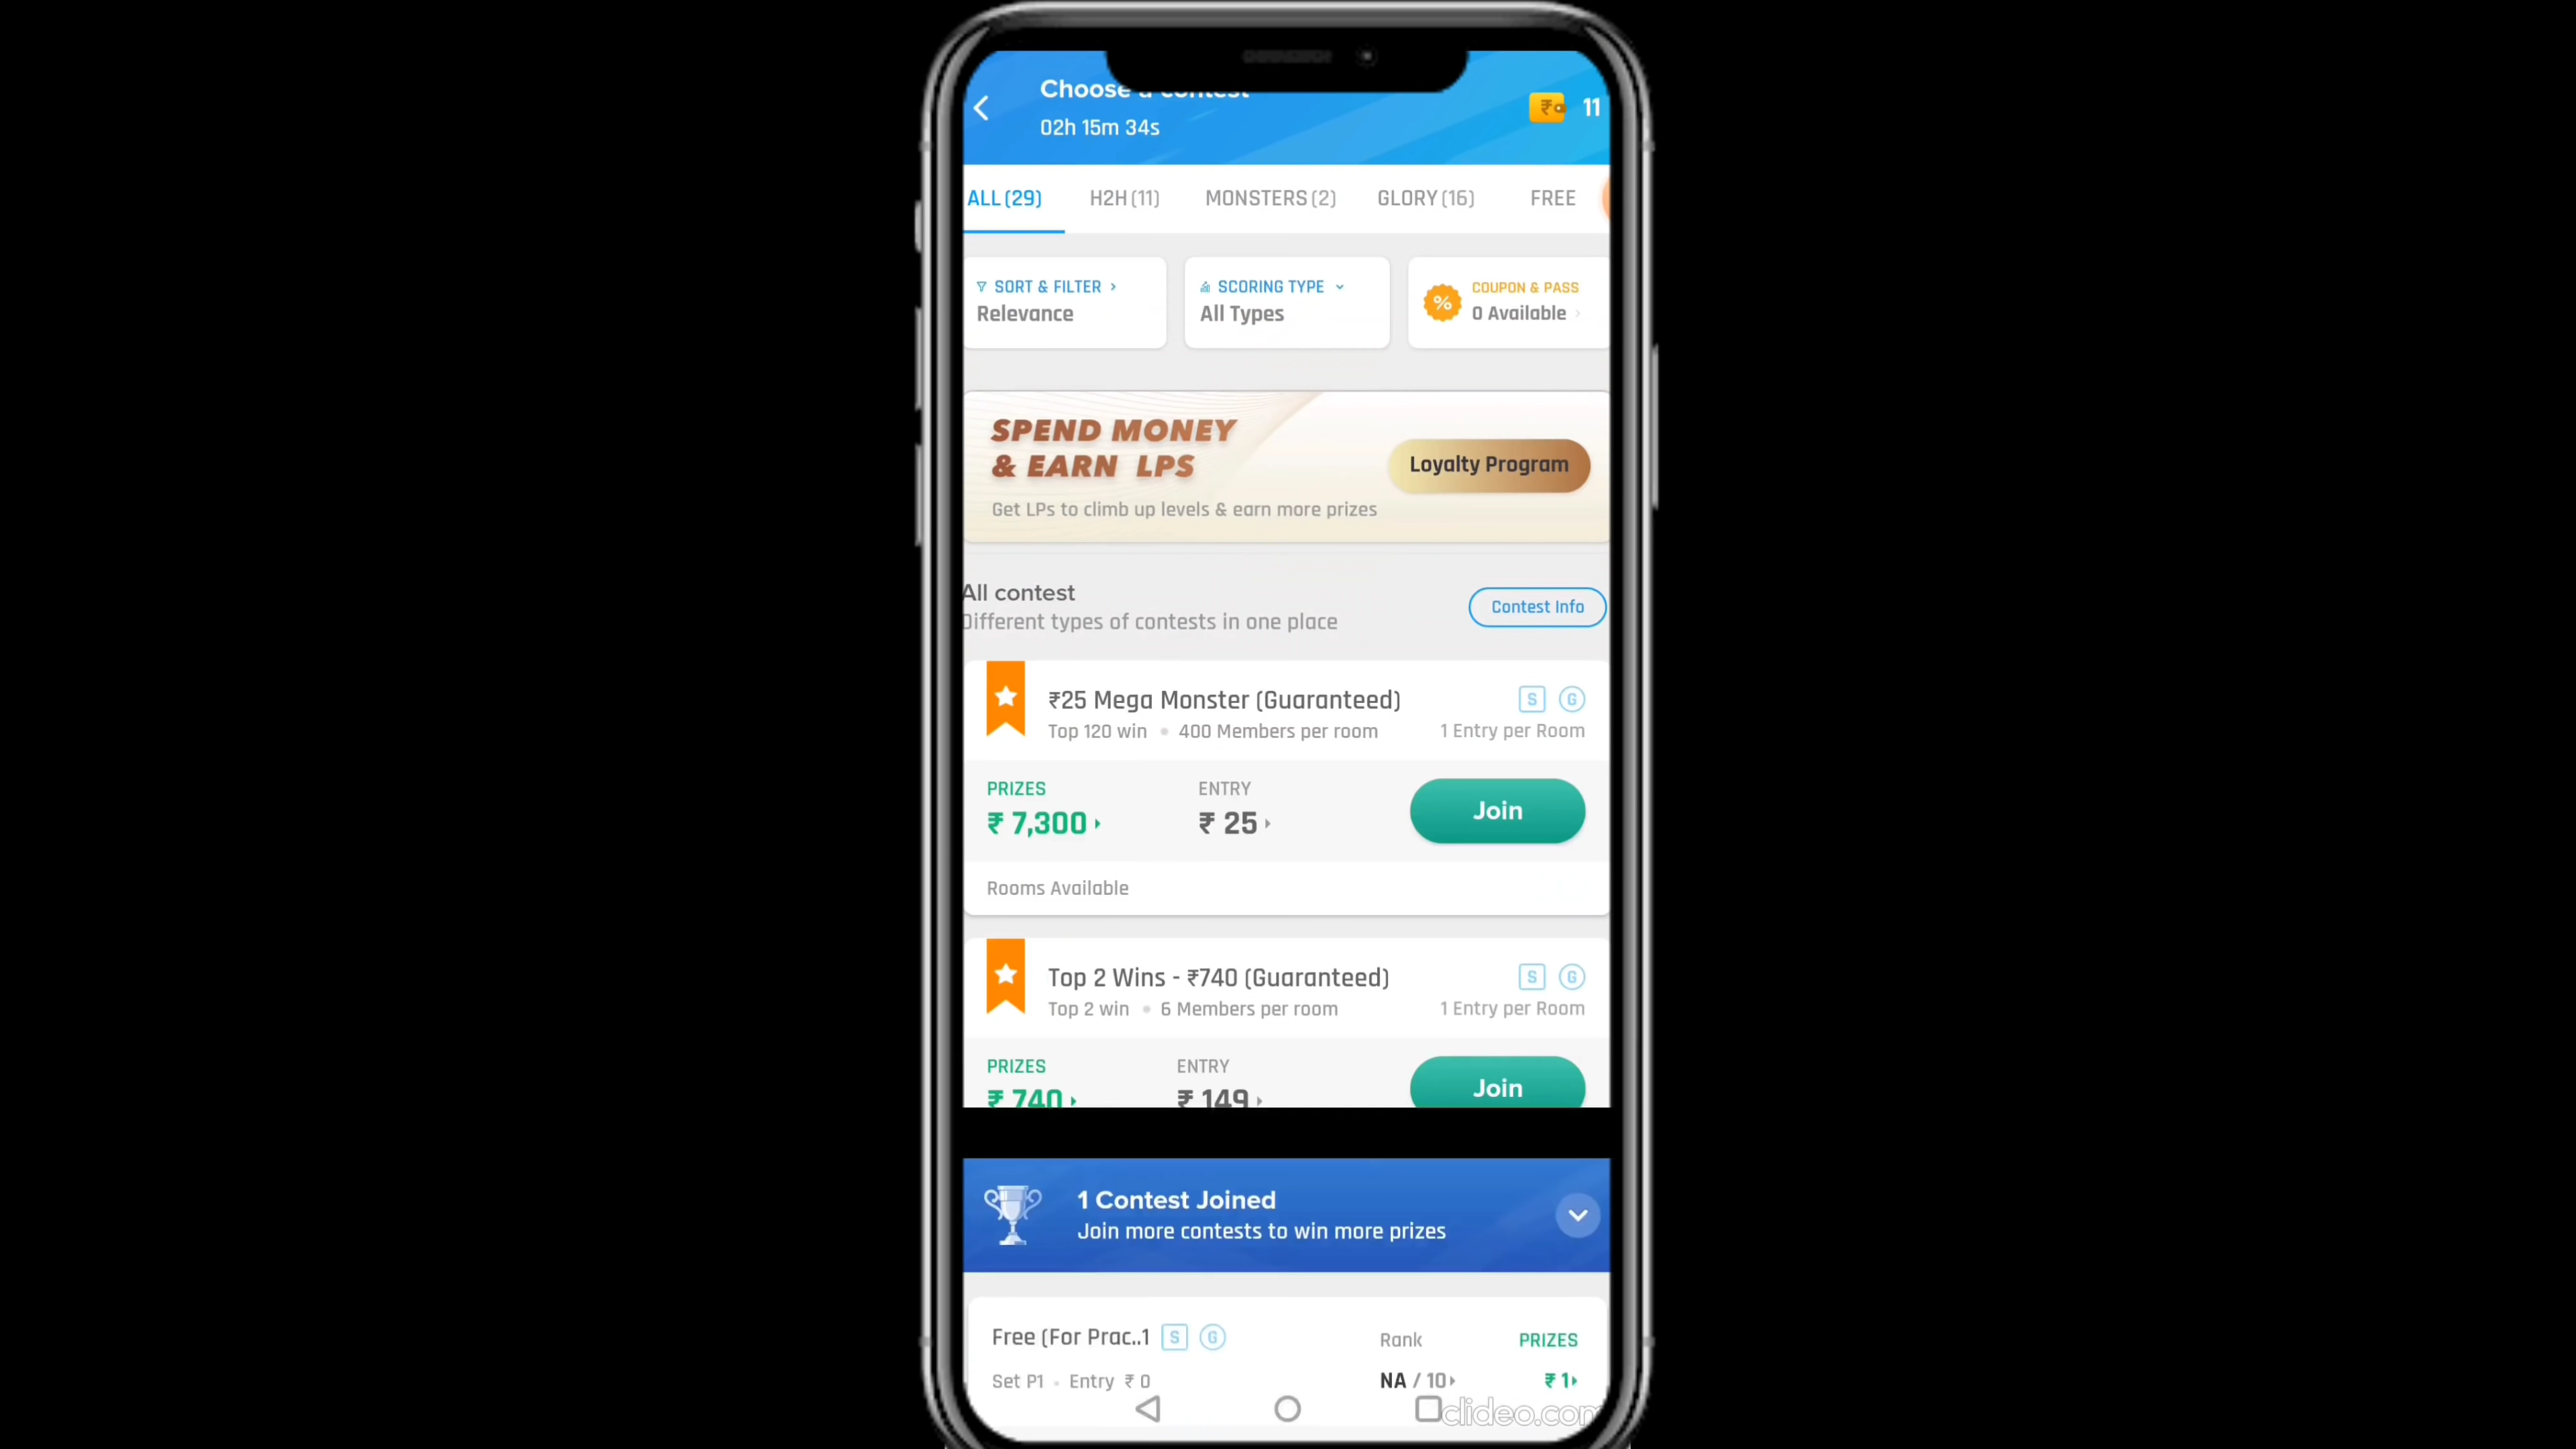 Choose a contest
02h 15m 34s
11
ALL (29) H2H (11) MONSTERS (2) GLORY (16) FREE
SORT & FILTER
Relevance
SCORING TYPE
All Types
%
COUPON & PASS
0 Available
SPEND MONEY
& EARN LPS
Loyalty Program
Get LPs to climb up levels & earn more prizes
All contest
Different types of contests in one place
Contest Info
₹25 Mega Monster (Guaranteed) S G
Top 120 win • 400 Members per room 1 Entry per Room
PRIZES ENTRY
₹ 7,300 ₹ 25
Join
Rooms Available
Top 2 Wins - ₹740 (Guaranteed) S G
Top 2 win • 6 Members per room 1 Entry per Room
PRIZES ENTRY
₹ 740 ₹ 149
Join
1 Contest Joined
Join more contests to win more prizes
Free (For Prac..1 S G Rank PRIZES
Set P1 • Entry ₹ 0 NA / 10 ₹ 1
clideo.com